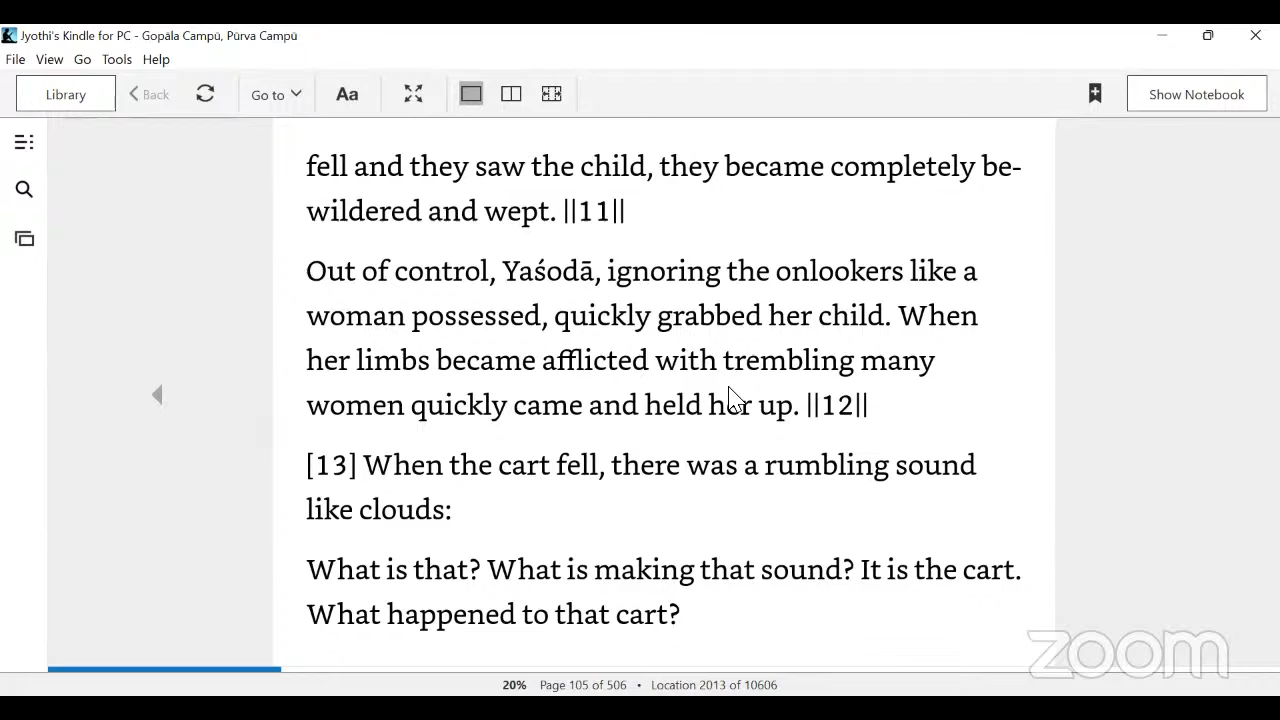 Jyothi's Kindle for PC - Gopāla Campū, Pūrva Campū
File View Go Tools Help
Library Back Go to Aa Show Notebook
fell and they saw the child, they became completely be-
wildered and wept. ||11||
Out of control, Yaśodā, ignoring the onlookers like a
woman possessed, quickly grabbed her child. When
her limbs became afflicted with trembling many
women quickly came and held her up. ||12||
[13] When the cart fell, there was a rumbling sound
like clouds:
What is that? What is making that sound? It is the cart.
What happened to that cart?
zoom
20% Page 105 of 506 • Location 2013 of 10606